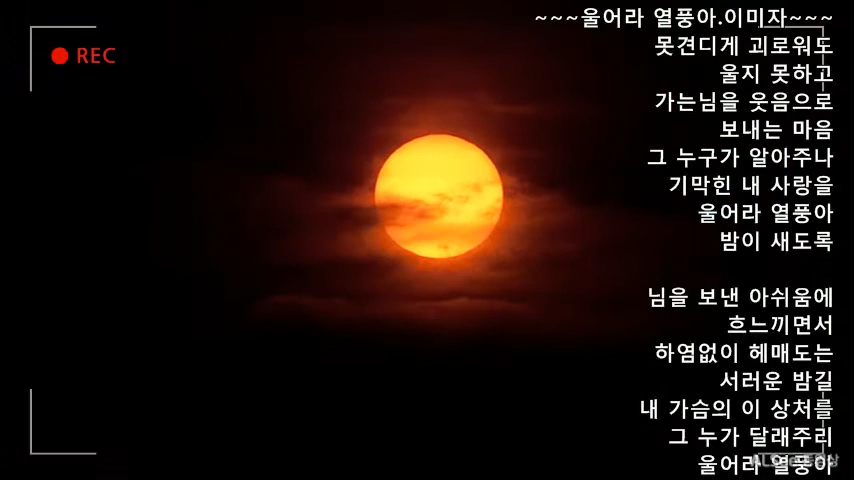 REC
~~~울어라 열풍아.이미자~~~
못견디게 괴로워도
울지 못하고
가는님을 웃음으로
보내는 마음
그 누구가 알아주나
기막힌 내 사랑을
울어라 열풍아
밤이 새도록
님을 보낸 아쉬움에
흐느끼면서
하염없이 헤매도는
서러운 밤길
내 가슴의 이 상처를
그 누가 달래주리
울어라 열풍아